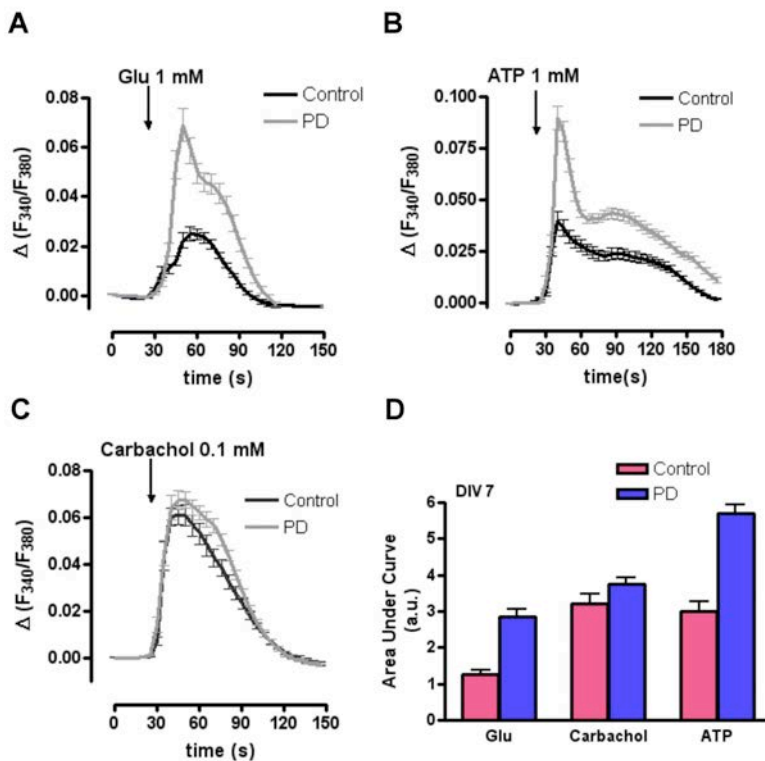 A
Glu 1 mM
Control
PD
0.08
0.06
0.04
0.02
0.00
Δ (F340/F380)
0 30 60 90 120 150
time (s)
B
ATP 1 mM
Control
PD
0.100
0.075
0.050
0.025
0.000
Δ (F340/F380)
0 30 60 90 120 150 180
time(s)
C
Carbachol 0.1 mM
Control
PD
0.08
0.06
0.04
0.02
0.00
Δ (F340/F380)
0 30 60 90 120 150
time (s)
D
DIV 7
Control
PD
6
5
4
3
2
1
0
Area Under Curve
(a.u.)
Glu Carbachol ATP